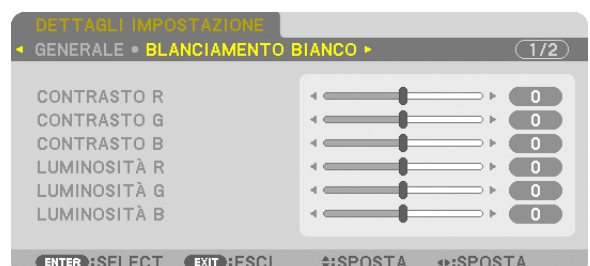 DETTAGLI IMPOSTAZIONE
GENERALE • BLANCIAMENTO BIANCO 1/2
CONTRASTO R 0
CONTRASTO G 0
CONTRASTO B 0
LUMINOSITÀ R 0
LUMINOSITÀ G 0
LUMINOSITÀ B 0
ENTER :SELECT EXIT :ESCI :SPOSTA :SPOSTA